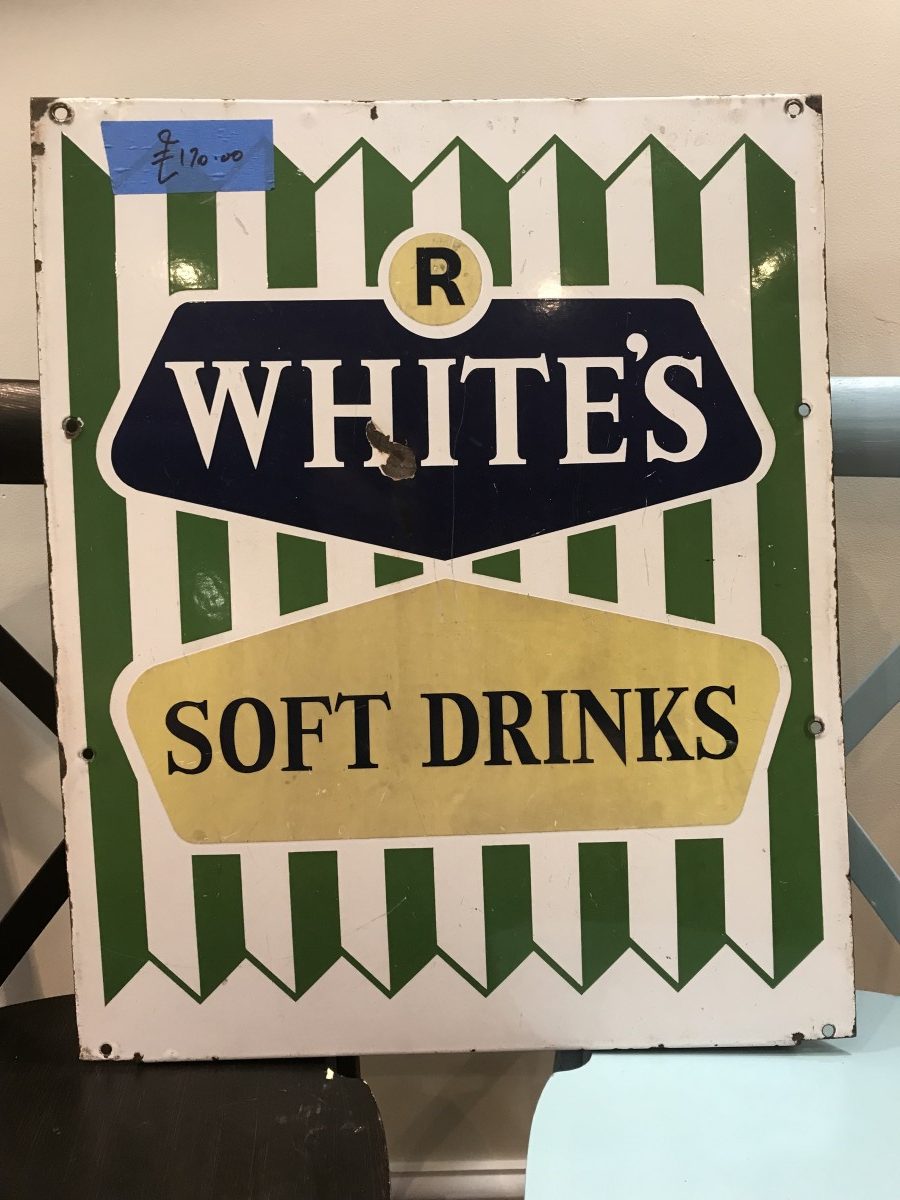 £170.00
R
WHITE'S
SOFT DRINKS